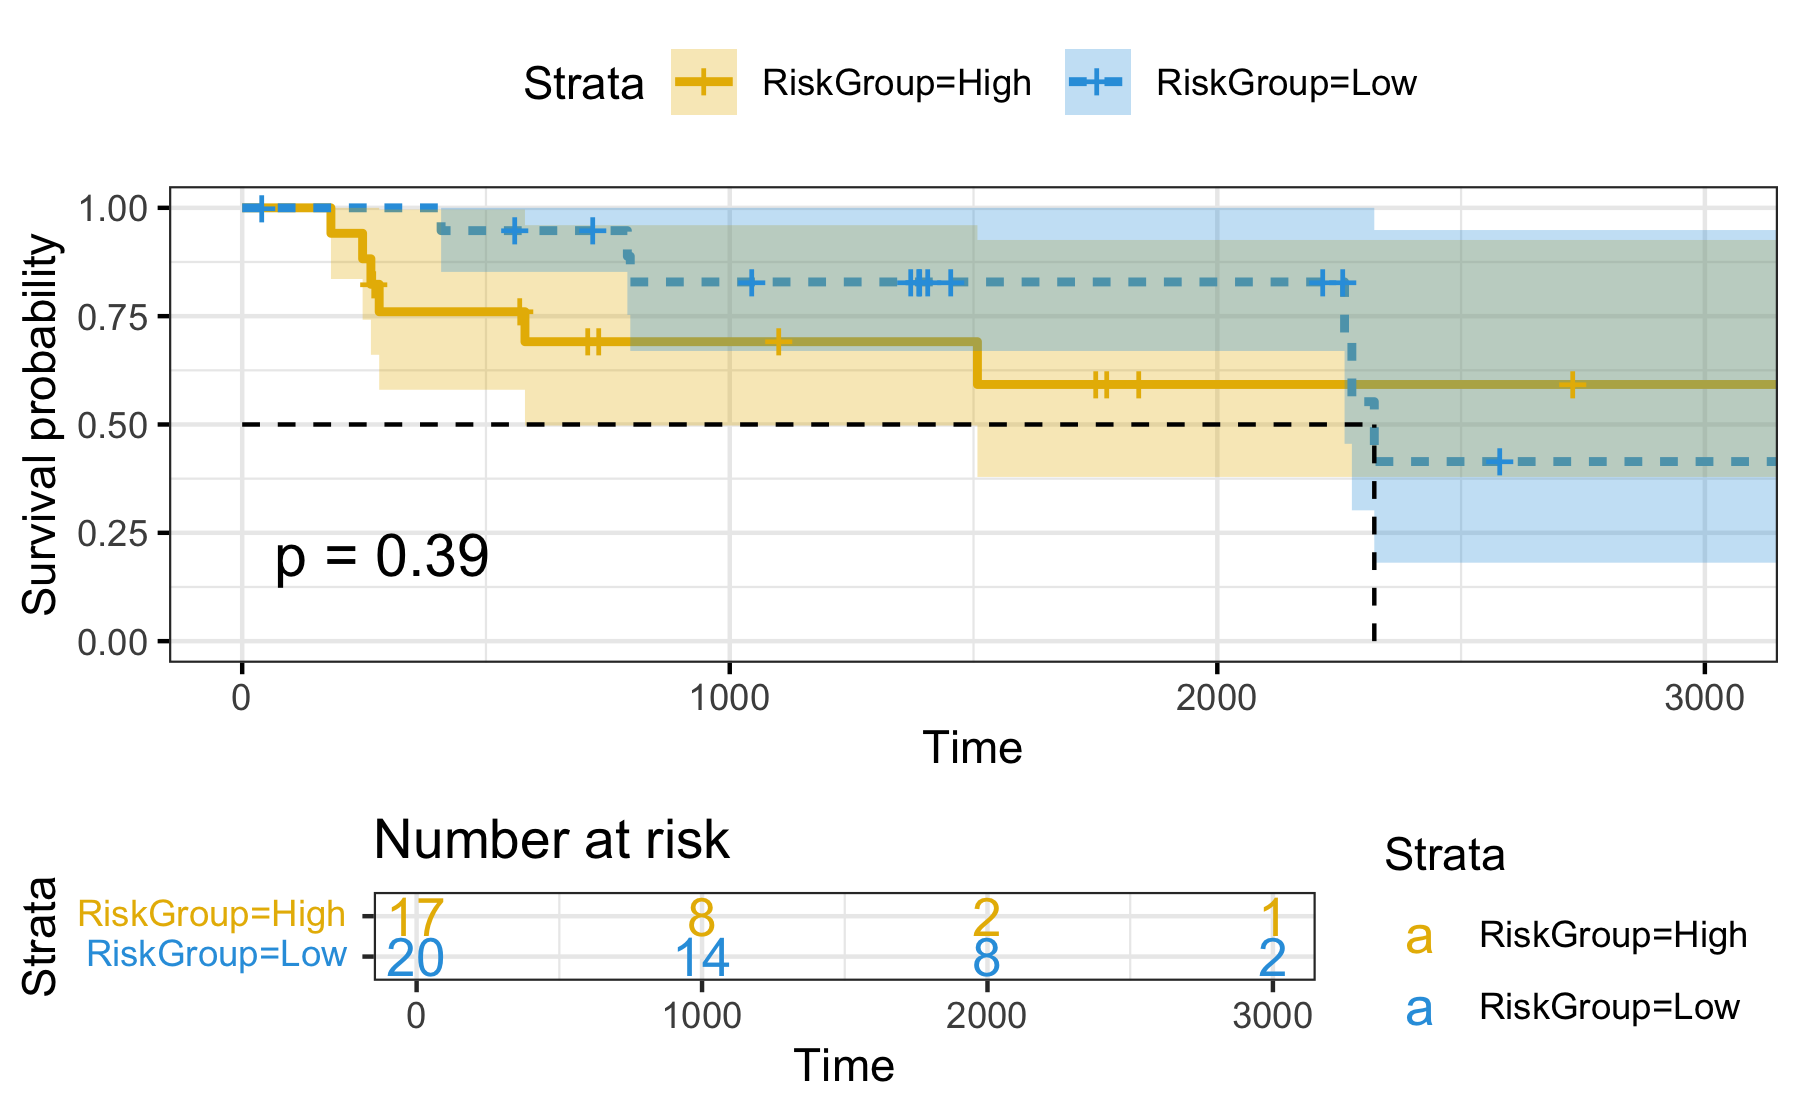 Strata RiskGroup=High RiskGroup=Low
Survival probability
1.00
0.75
0.50
0.25
0.00
p = 0.39
0 1000 2000 3000
Time
Number at risk
Strata
RiskGroup=High 17 8 2 1
RiskGroup=Low 20 14 8 2
0 1000 2000 3000
Time
Strata
a RiskGroup=High
a RiskGroup=Low